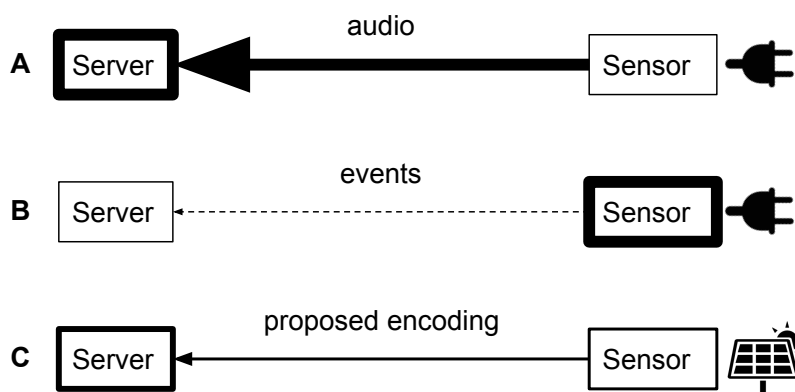 audio
A Server Sensor
events
B Server Sensor
proposed encoding
C Server Sensor